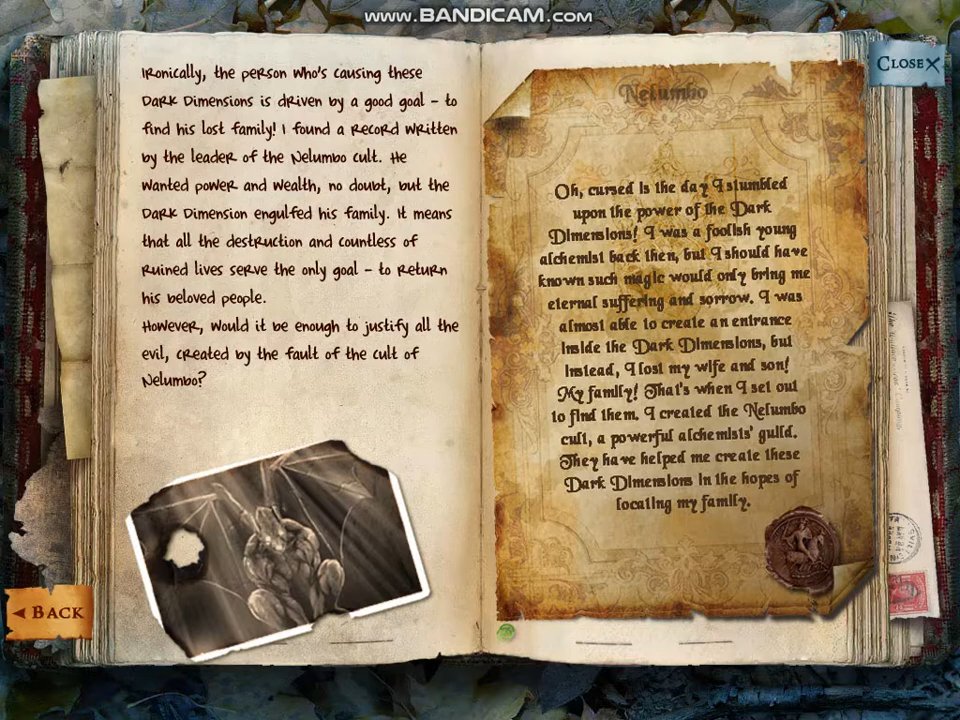 www.BANDICAM.com
Close X
Ironically, the person who's causing these
Dark Dimensions is driven by a good goal - to
find his lost family! I found a record written
by the leader of the Nelumbo cult. He
wanted power and wealth, no doubt, but the
Dark Dimension engulfed his family. It means
that all the destruction and countless of
ruined lives serve the only goal - to return
his beloved people.
However, would it be enough to justify all the
evil, created by the fault of the cult of
Nelumbo?
Back
Nelumbo
Oh, cursed is the day I stumbled
upon the power of the Dark
Dimensions! I was a foolish young
alchemist back then, but I should have
known such magic would only bring me
eternal suffering and sorrow. I was
almost able to create an entrance
inside the Dark Dimensions, but
instead, I lost my wife and son!
My family! That's when I set out
to find them. I created the Nelumbo
cult, a powerful alchemists' guild.
They have helped me create these
Dark Dimensions in the hopes of
locating my family.